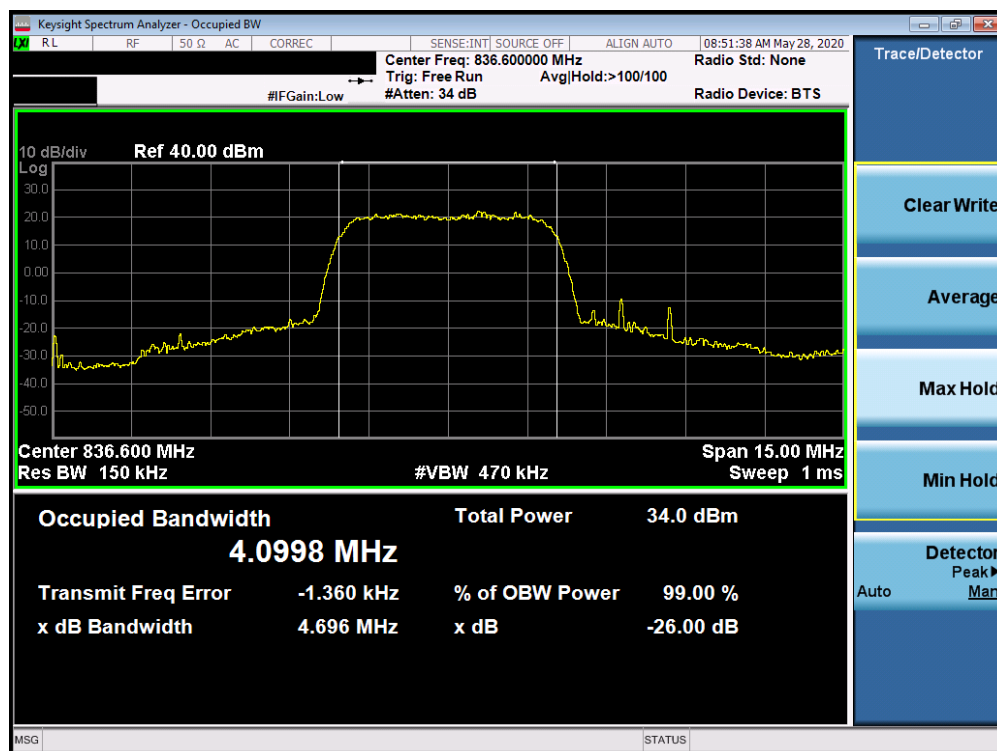 Keysight Spectrum Analyzer - Occupied BW
LXI RL RF 50 Ω AC CORREC SENSE:INT SOURCE OFF ALIGN AUTO 08:51:38 AM May 28, 2020
Center Freq: 836.600000 MHz Radio Std: None
Trig: Free Run Avg|Hold:>100/100
#IFGain:Low #Atten: 34 dB Radio Device: BTS
10 dB/div Ref 40.00 dBm
Log
30.0
20.0
10.0
0.00
-10.0
-20.0
-30.0
-40.0
-50.0
Center 836.600 MHz Span 15.00 MHz
Res BW 150 kHz #VBW 470 kHz Sweep 1 ms
Occupied Bandwidth Total Power 34.0 dBm
4.0998 MHz
Transmit Freq Error -1.360 kHz % of OBW Power 99.00 %
x dB Bandwidth 4.696 MHz x dB -26.00 dB
MSG STATUS
Trace/Detector
Clear Write
Average
Max Hold
Min Hold
Detector
Peak▶
Auto Man